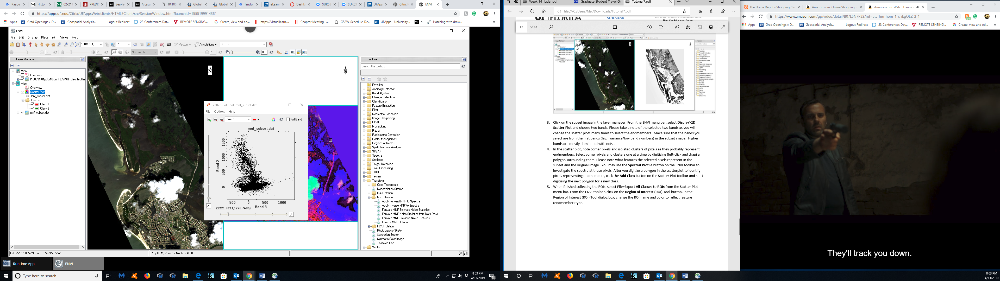 Raabe
Histori
02-211
PREDI
Sea-le
A casu
10.100
Global
Global
landsc
eLearn
Dashb
SUR53
SUR53
UFApp
Citrix R
ENVI
https://apps.ufl.edu/Citrix/UFAppsWeb/clients/HTML5Client/src/SessionWindow.html?launchid=1555199914381
Apps
Grad Openings » D...
Geospatial Analysis...
Logout Redirect
23 Conferences Dat...
REMOTE SENSING...
Create, view and ed...
https://virtuallearn...
Chapter Meeting –...
GSAW-Schedule-De...
UFApps - University...
a
Hatching with draw...
ENVI
File Edit Display Placemarks Views Help
100% (1:1)
0°
Vectors
Annotations
Go To
50
20
No stretch
10
0
Layer Manager
View
Overview
f100831t01p00r10rdn_FLAASH_GeoRectifie
View
Overview
Scatter Plot
mnf_subset.dat
Classes
Class 1
Class 2
mnf_subset.dat
N
N
Scatter Plot Tool: mnf_subset.dat
File Options Help
Class 1
Full Band
mnf_subset.dat
Band 2
1500
1000
500
0
-500 0 500 1000
Band 3
(1221.9023,1276.7486)
2
3
Toolbox
Search the toolbox
Favorites
Anomaly Detection
Band Algebra
Change Detection
Classification
Feature Extraction
Filter
Geometric Correction
Image Sharpening
LiDAR
Mosaicking
Radar
Radiometric Correction
Raster Management
Regions of Interest
Spatiotemporal Analysis
SPEAR
Spectral
Statistics
Target Detection
Task Processing
THOR
Terrain
Transform
Color Transforms
Decorrelation Stretch
ICA Rotation
MNF Rotation
Apply Forward MNF to Spectra
Apply Inverse MNF to Spectra
Forward MNF Estimate Noise Statistics
Forward MNF Noise Statistics from Dark Data
Forward MNF Previous Noise Statistics
Inverse MNF Rotation
PCA Rotation
Photographic Stretch
Saturation Stretch
Synthetic Color Image
Tasseled Cap
Vector
Lat: 25°59'50.74"N, Lon: 81°42'15.55"W
Proj: UTM, Zone 17 North, NAD 83
Runtime App
ENVI
Type here to search
8:03 PM
4/13/2019
18
Week 14 _Lidar.pdf
Graduate Student Travel Gr
Tutorial7.pdf
file:///C:/Users/Mel/Downloads/Tutorial7.pdf
UF FLORIDA
SUR5386
Plant City Education Center
12 of 14
3. Click on the subset image in the layer manager. From the ENVI menu bar, select Display>2D
Scatter Plot and choose two bands. Please take a note of the selected two bands as you will
change the scatter plots many times to select the endmembers. Make sure that the bands you
select are from the first bands (high variance/low band numbers) in the subset image. Higher
bands are mostly dominated with noise.
4. In the scatter plot, note corner pixels and isolated clusters of pixels as they probably represent
endmembers. Select corner pixels and clusters one at a time by digitizing (left-click and drag) a
polygon surrounding them. Please note what features the selected pixels represent in the
subset and the original image. You may use the Spectral Profile button on the ENVI toolbar to
investigate the spectra at these pixels. After you digitize a polygon in the scatterplot to identify
pixels representing endmembers, click the Add Class button on the Scatter Plot toolbar and start
digitizing the next polygon for a new class.
5. When finished collecting the ROIs, select File>Export All Classes to ROIs from the Scatter Plot
menu bar. From the ENVI toolbar, click on the Region of Interest (ROI) Tool button. In the
Region of Interest (ROI) Tool dialog box, change the ROI name and color to reflect feature
(endmember) type.
The Home Depot - Shopping Ca
Amazon.com: Online Shopping f
Amazon.com: Watch Hanna
https://www.amazon.com/gp/video/detail/B07L5N7P32/ref=atv_hm_hom_1_c_iEgOEZ_2_1
24
Apps
Grad Openings » D...
Geospatial Analysis...
Logout Redirect
23 Conferences Dat...
REMOTE SENSING...
Create, view and ed...
They'll track you down.
8:03 PM
4/13/2019